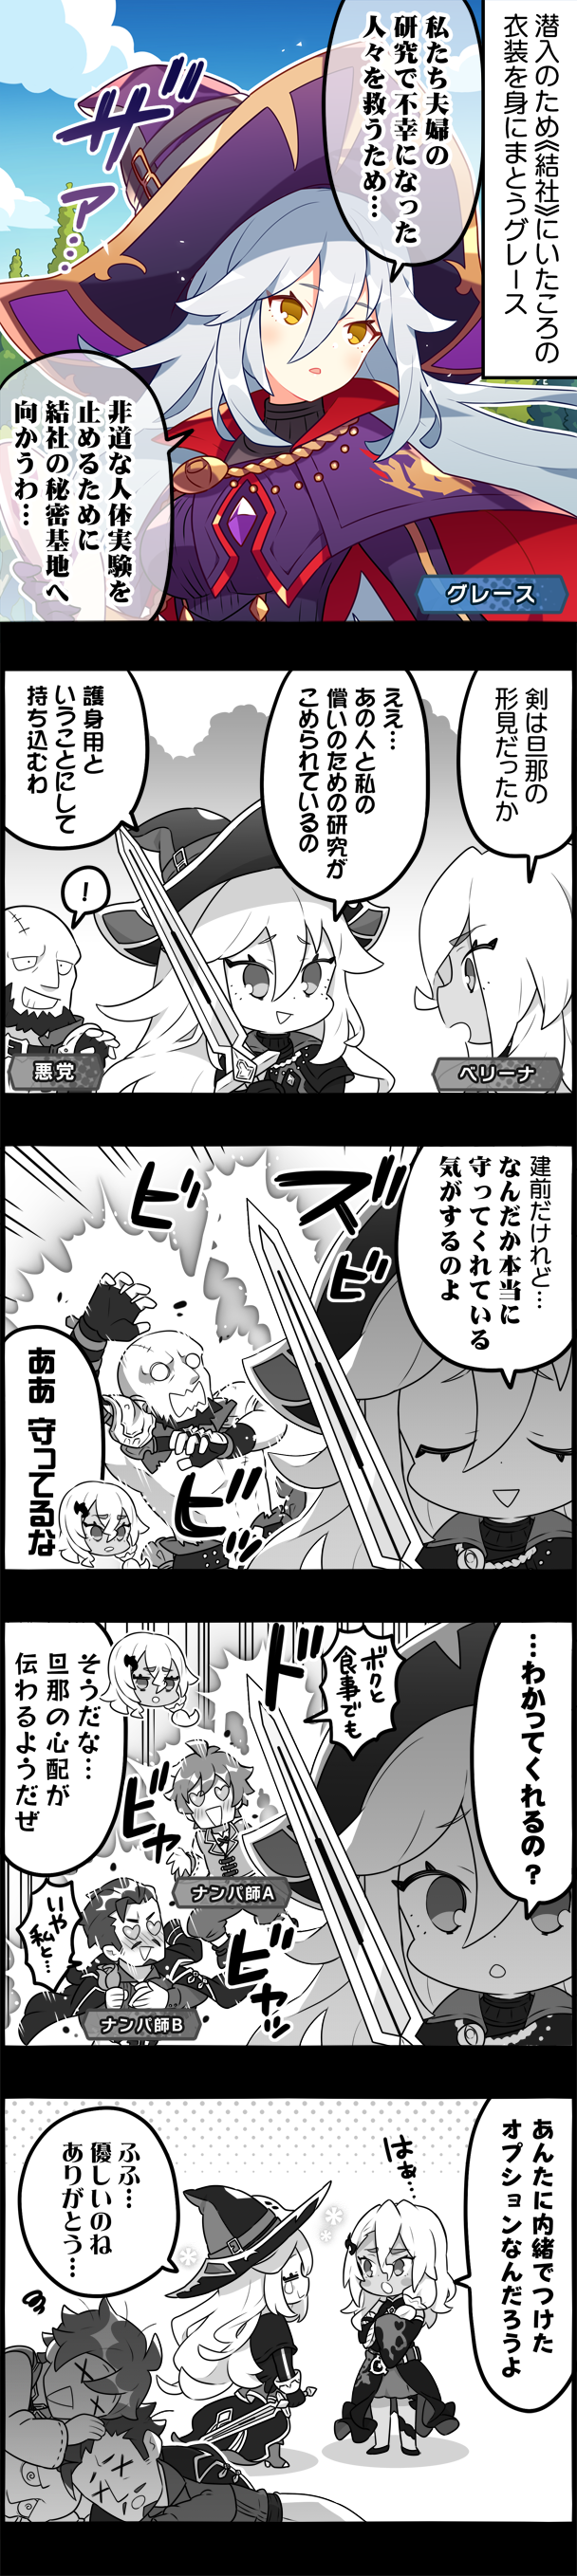 潜入のため《結社》にいたころの
衣装を身にまとうグレース
私たち夫婦の
研究で不幸になった
人々を救うため…
ザァ…
非道な人体実験を
止めるために
結社の秘密基地へ
向かうわ…
グレース
剣は旦那の
形見だったか
ええ…
あの人と私の
償いのための研究が
こめられているの
護身用と
いうことにして
持ち込むわ
！
悪党
ベリーナ
建前だけれど…
なんだか本当に
守ってくれている
気がするのよ
ズビビビビッ
ああ 守ってるな
…わかってくれるの？
ボクと
食事でも
ドビャビャッ
ナンパ師A
いや
私と…
ナンパ師B
そうだな…
旦那の心配が
伝わるようだぜ
あんたに内緒でつけた
オプションなんだろうよ
はぁ…
ふふ…
優しいのね
ありがとう…